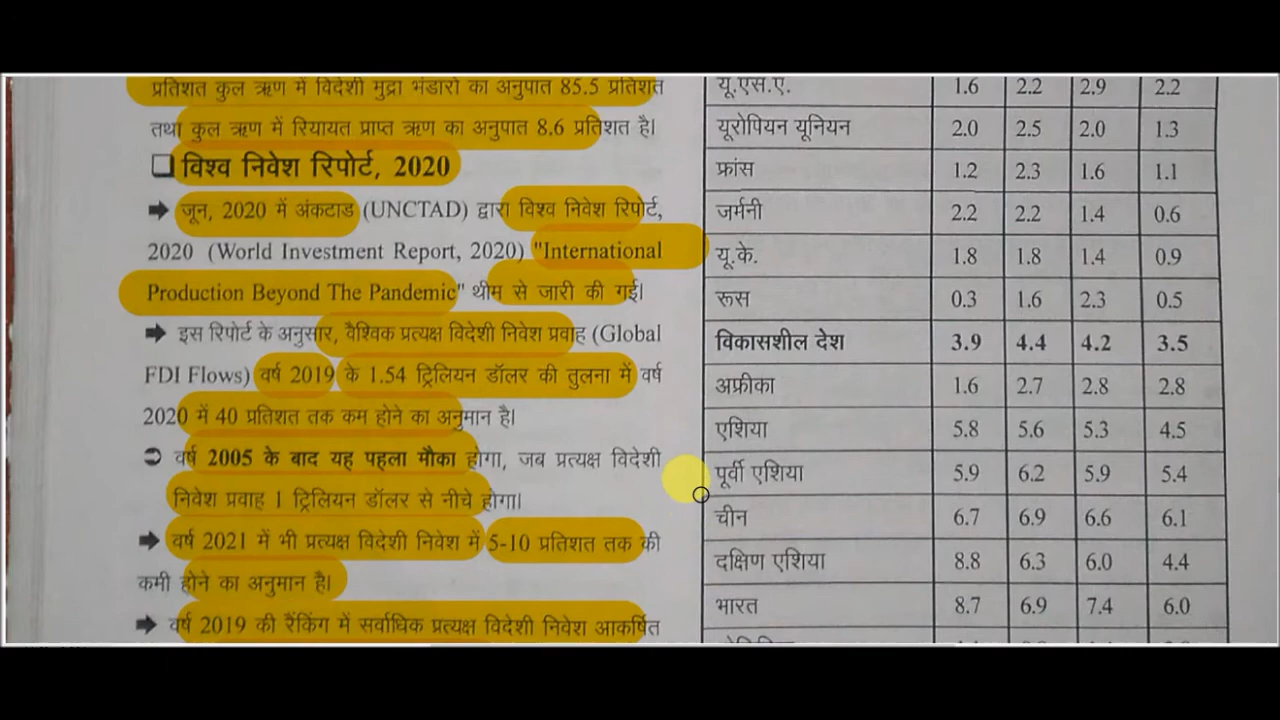 प्रतिशत कुल ऋण में विदेशी मुद्रा भंडारों का अनुपात 85.5 प्रतिशत
तथा कुल ऋण में रियायत प्राप्त ऋण का अनुपात 8.6 प्रतिशत है।
❑ विश्व निवेश रिपोर्ट, 2020
➡ जून, 2020 में अंकटाड (UNCTAD) द्वारा विश्व निवेश रिपोर्ट,
2020 (World Investment Report, 2020) "International
Production Beyond The Pandemic" थीम से जारी की गई।
➡ इस रिपोर्ट के अनुसार, वैश्विक प्रत्यक्ष विदेशी निवेश प्रवाह (Global
FDI Flows) वर्ष 2019 के 1.54 ट्रिलियन डॉलर की तुलना में वर्ष
2020 में 40 प्रतिशत तक कम होने का अनुमान है।
➲ वर्ष 2005 के बाद यह पहला मौका होगा, जब प्रत्यक्ष विदेशी
निवेश प्रवाह 1 ट्रिलियन डॉलर से नीचे होगा।
➡ वर्ष 2021 में भी प्रत्यक्ष विदेशी निवेश में 5-10 प्रतिशत तक की
कमी होने का अनुमान है।
➡ वर्ष 2019 की रैंकिंग में सर्वाधिक प्रत्यक्ष विदेशी निवेश आकर्षित
यू.एस.ए. 1.6 2.2 2.9 2.2
यूरोपियन यूनियन 2.0 2.5 2.0 1.3
फ्रांस 1.2 2.3 1.6 1.1
जर्मनी 2.2 2.2 1.4 0.6
यू.के. 1.8 1.8 1.4 0.9
रूस 0.3 1.6 2.3 0.5
विकासशील देश 3.9 4.4 4.2 3.5
अफ्रीका 1.6 2.7 2.8 2.8
एशिया 5.8 5.6 5.3 4.5
पूर्वी एशिया 5.9 6.2 5.9 5.4
चीन 6.7 6.9 6.6 6.1
दक्षिण एशिया 8.8 6.3 6.0 4.4
भारत 8.7 6.9 7.4 6.0